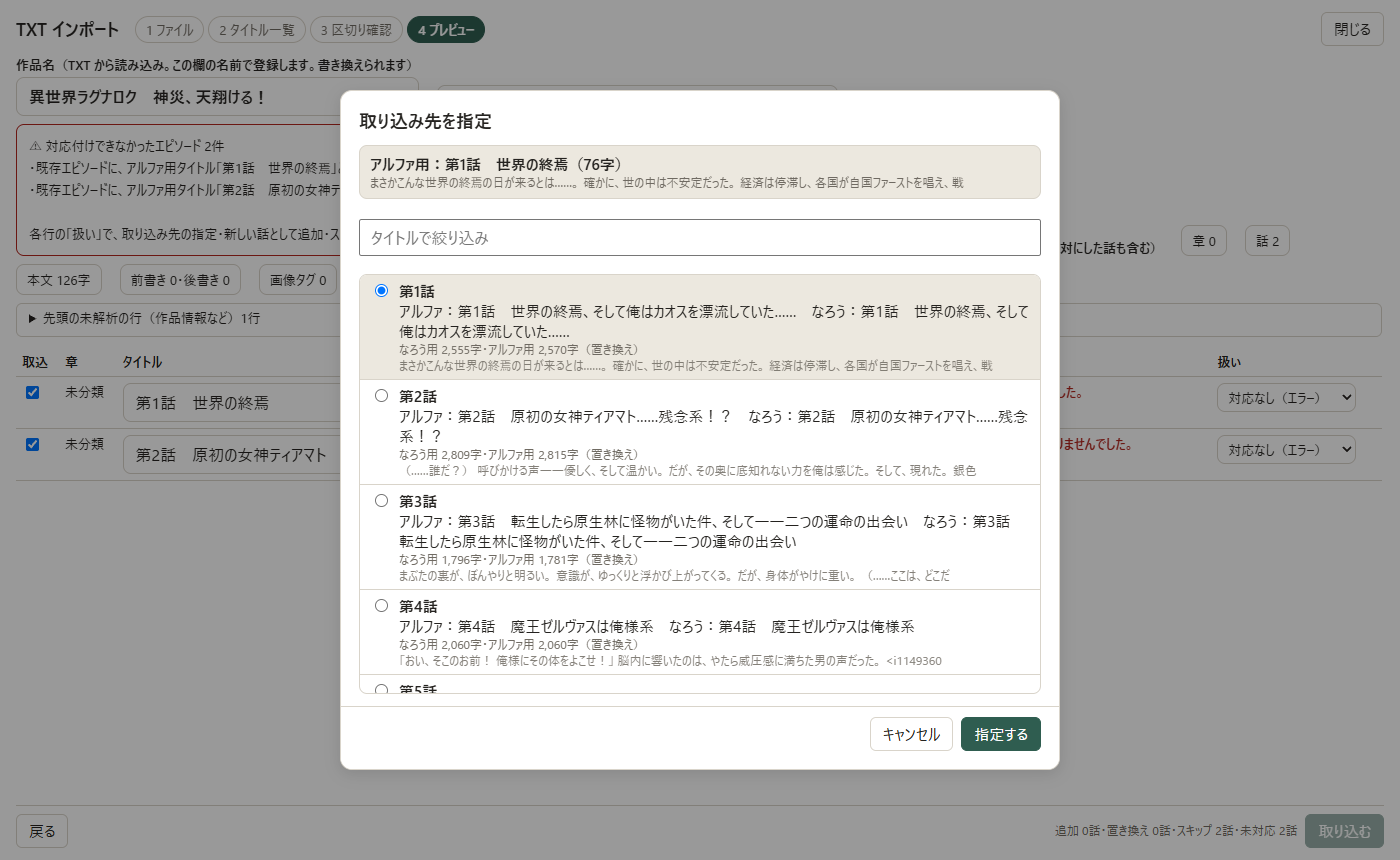 TXT インポート
1 ファイル
2 タイトル一覧
3 区切り確認
4 プレビュー
閉じる
作品名（TXT から読み込み。この欄の名前で登録します。書き換えられます）
異世界ラグナロク　神災、天翔ける！
⚠ 対応付けできなかったエピソード 2件
・既存エピソードに、アルファ用タイトル「第1話　世界の終焉」
・既存エピソードに、アルファ用タイトル「第2話　原初の女神テ
各行の「扱い」で、取り込み先の指定・新しい話として追加・ス
対にした話も含む）
章 0
話 2
本文 126字
前書き 0・後書き 0
画像タグ 0
▶ 先頭の未解析の行（作品情報など）1行
取込
章
タイトル
扱い
未分類
第1話　世界の終焉
した。
対応なし（エラー）
未分類
第2話　原初の女神ティアマト
りませんでした。
対応なし（エラー）
取り込み先を指定
アルファ用：第1話　世界の終焉（76字）
まさかこんな世界の終焉の日が来るとは……。確かに、世の中は不安定だった。経済は停滞し、各国が自国ファーストを唱え、戦
タイトルで絞り込み
第1話
アルファ：第1話　世界の終焉、そして俺はカオスを漂流していた……　なろう：第1話　世界の終焉、そして
俺はカオスを漂流していた……
なろう用 2,555字・アルファ用 2,570字（置き換え）
まさかこんな世界の終焉の日が来るとは……。確かに、世の中は不安定だった。経済は停滞し、各国が自国ファーストを唱え、戦
第2話
アルファ：第2話　原初の女神ティアマト……残念系！？　なろう：第2話　原初の女神ティアマト……残念
系！？
なろう用 2,809字・アルファ用 2,815字（置き換え）
（……誰だ？） 呼びかける声――優しく、そして温かい。だが、その奥に底知れない力を俺は感じた。そして、現れた。銀色
第3話
アルファ：第3話　転生したら原生林に怪物がいた件、そして――二つの運命の出会い　なろう：第3話
転生したら原生林に怪物がいた件、そして――二つの運命の出会い
なろう用 1,796字・アルファ用 1,781字（置き換え）
まぶたの裏が、ぼんやりと明るい。意識が、ゆっくりと浮かび上がってくる。だが、身体がやけに重い。（……ここは、どこだ
第4話
アルファ：第4話　魔王ゼルヴァスは俺様系　なろう：第4話　魔王ゼルヴァスは俺様系
なろう用 2,060字・アルファ用 2,060字（置き換え）
「おい、そこのお前！ 俺様にその体をよこせ！」脳内に響いたのは、やたら威圧感に満ちた男の声だった。<i1149360
第5話
キャンセル
指定する
戻る
追加 0話・置き換え 0話・スキップ 2話・未対応 2話
取り込む